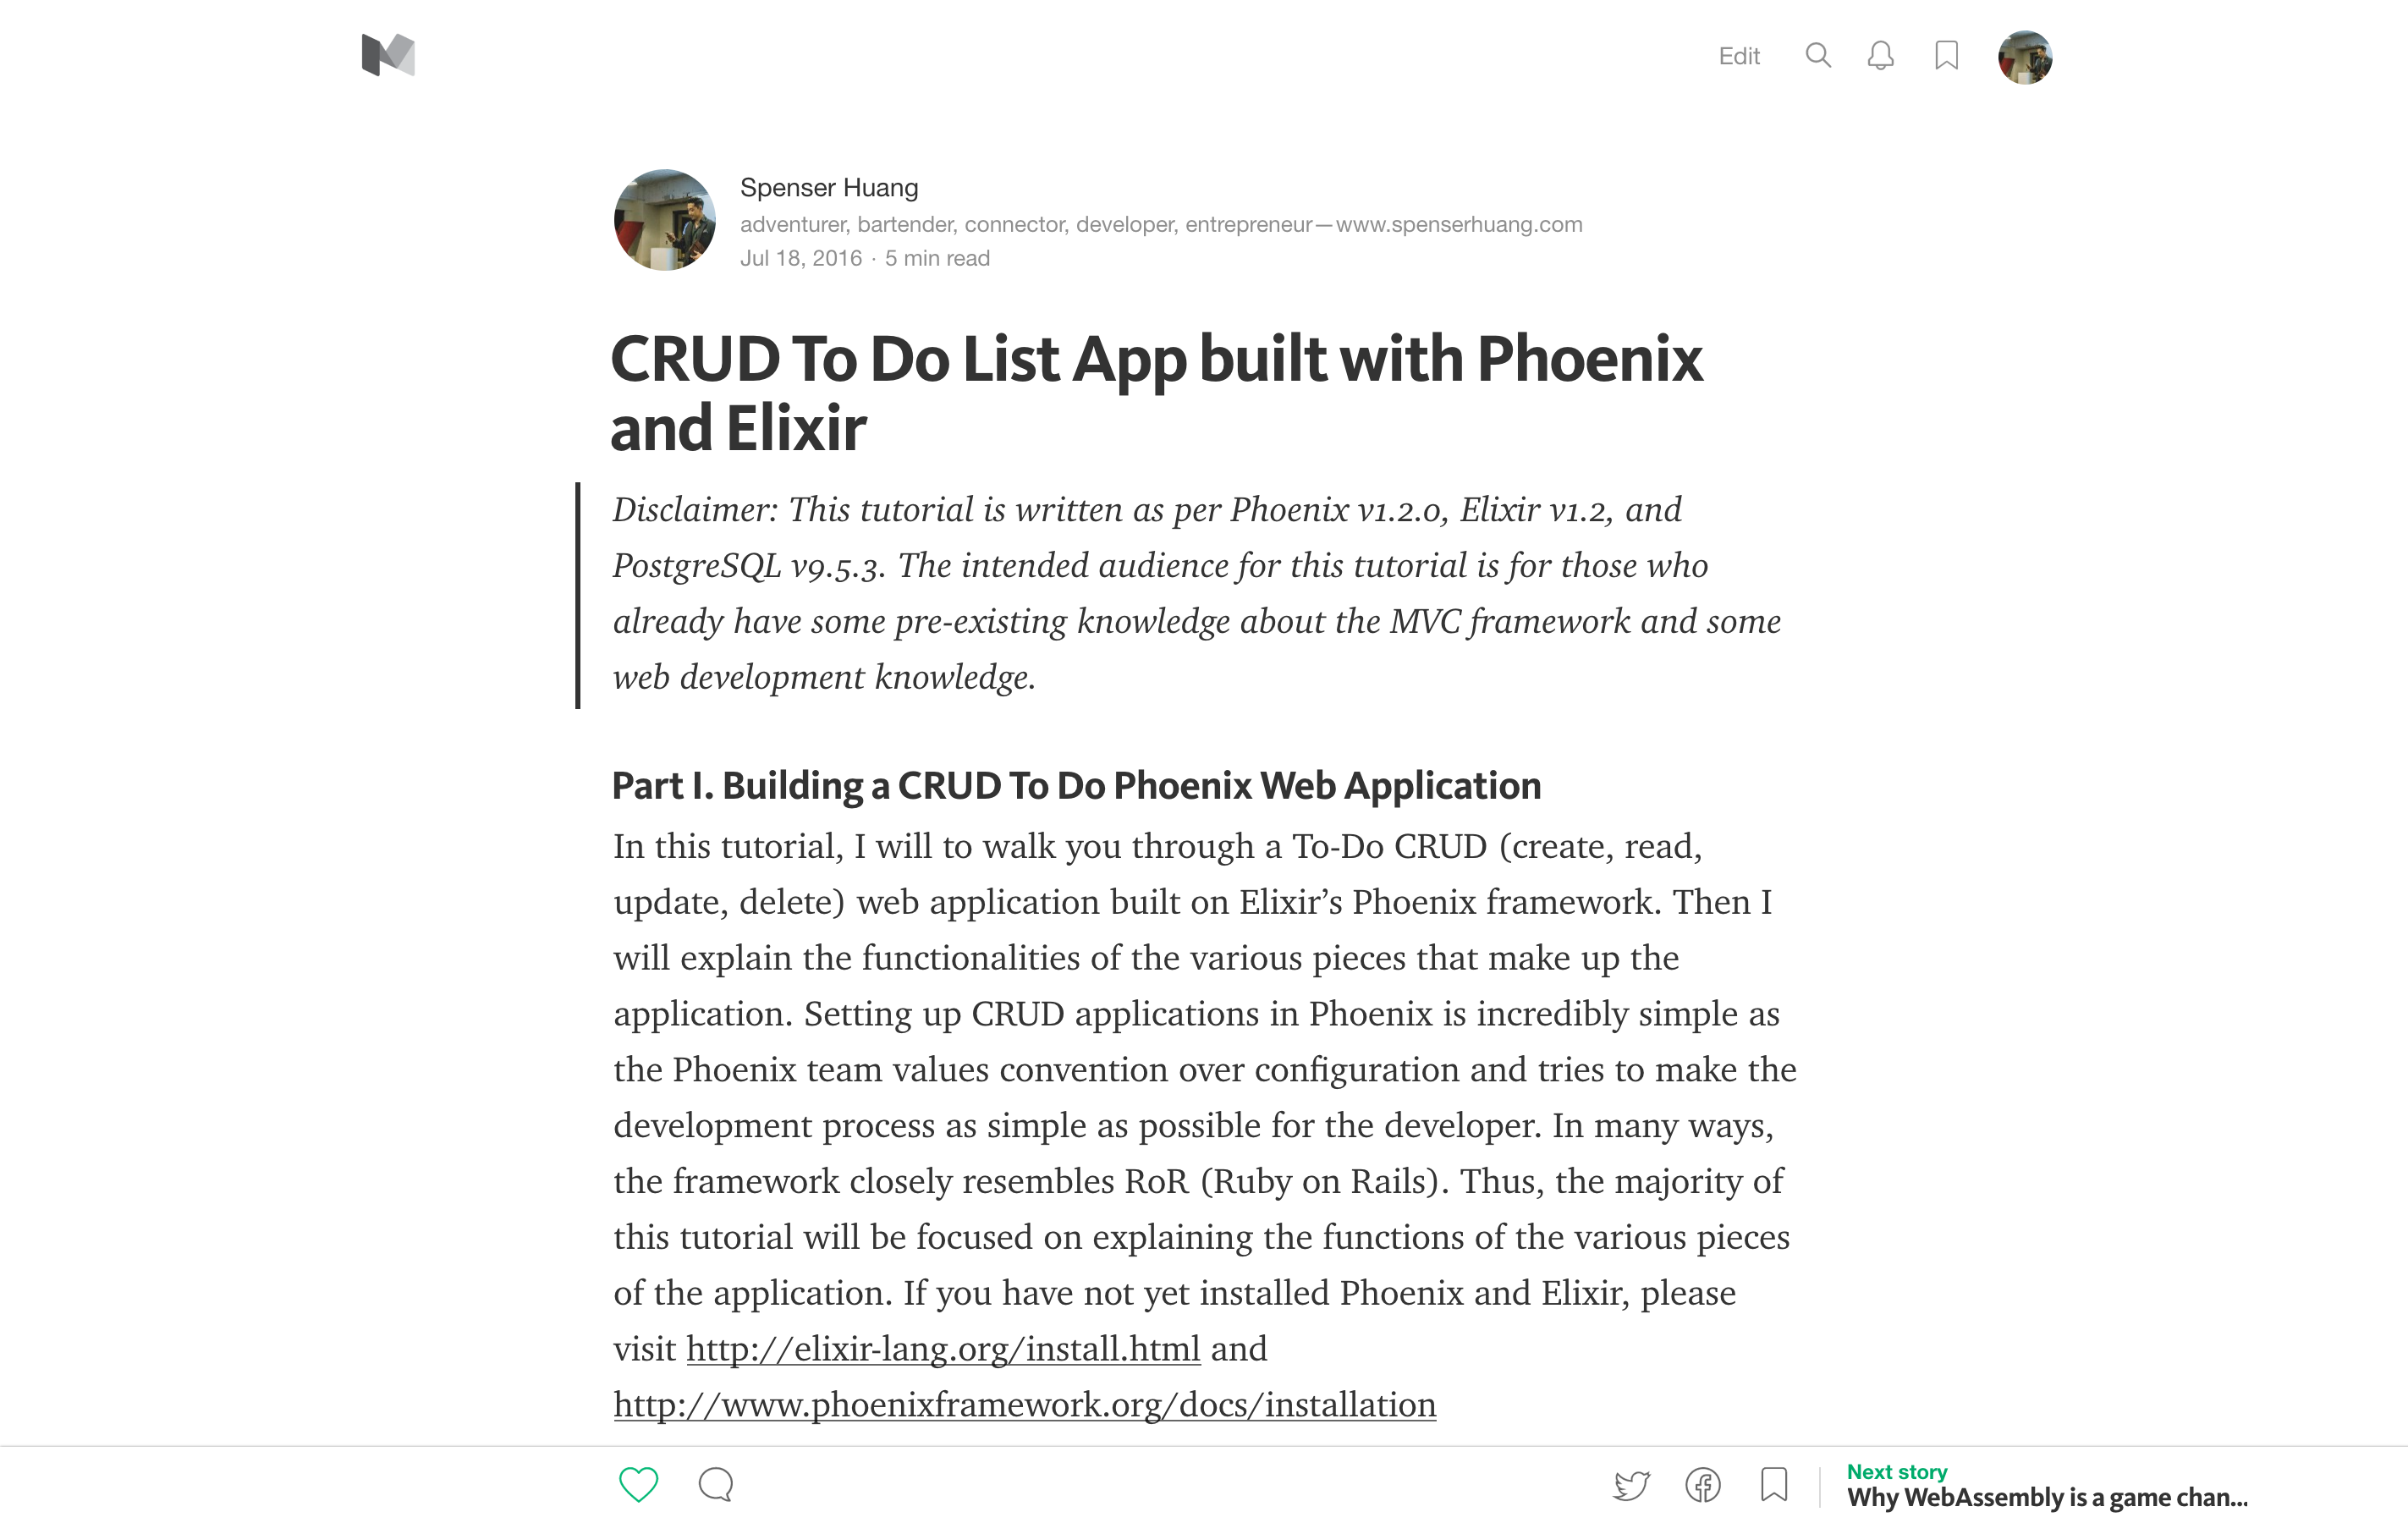 Edit
Spenser Huang
adventurer, bartender, connector, developer, entrepreneur — www.spenserhuang.com
Jul 18, 2016 · 5 min read
CRUD To Do List App built with Phoenix
and Elixir
Disclaimer: This tutorial is written as per Phoenix v1.2.0, Elixir v1.2, and
PostgreSQL v9.5.3. The intended audience for this tutorial is for those who
already have some pre-existing knowledge about the MVC framework and some
web development knowledge.
Part I. Building a CRUD To Do Phoenix Web Application
In this tutorial, I will to walk you through a To-Do CRUD (create, read,
update, delete) web application built on Elixir’s Phoenix framework. Then I
will explain the functionalities of the various pieces that make up the
application. Setting up CRUD applications in Phoenix is incredibly simple as
the Phoenix team values convention over configuration and tries to make the
development process as simple as possible for the developer. In many ways,
the framework closely resembles RoR (Ruby on Rails). Thus, the majority of
this tutorial will be focused on explaining the functions of the various pieces
of the application. If you have not yet installed Phoenix and Elixir, please
visit http://elixir-lang.org/install.html and
http://www.phoenixframework.org/docs/installation
Next story
Why WebAssembly is a game chan...